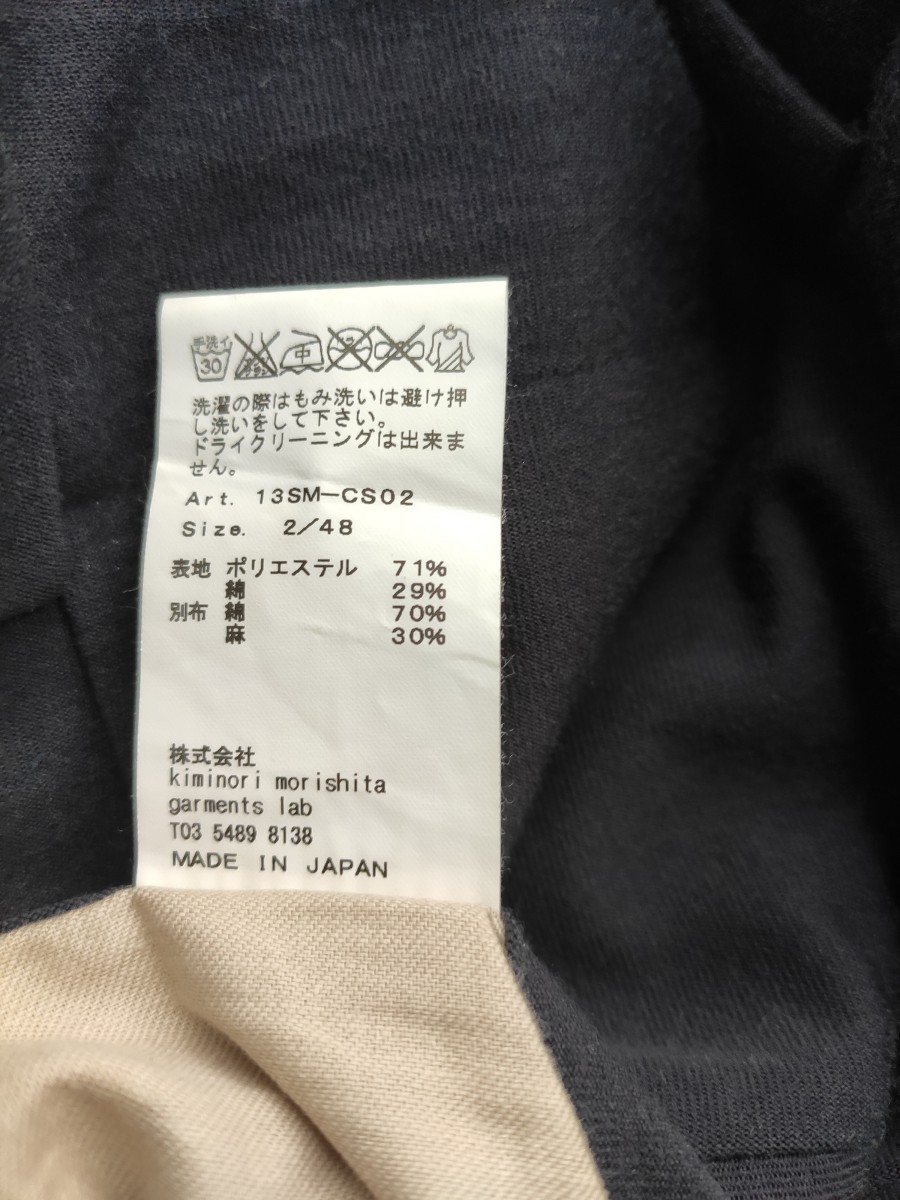 手洗イ
30
中
洗濯の際はもみ洗いは避け押
し洗いをして下さい。
ドライクリーニングは出来ま
せん。
Art. 13SM-CS02
Size. 2/48
表地 ポリエステル 71%
綿 29%
別布 綿 70%
麻 30%
株式会社
kiminori morishita
garments lab
T03 5489 8138
MADE IN JAPAN